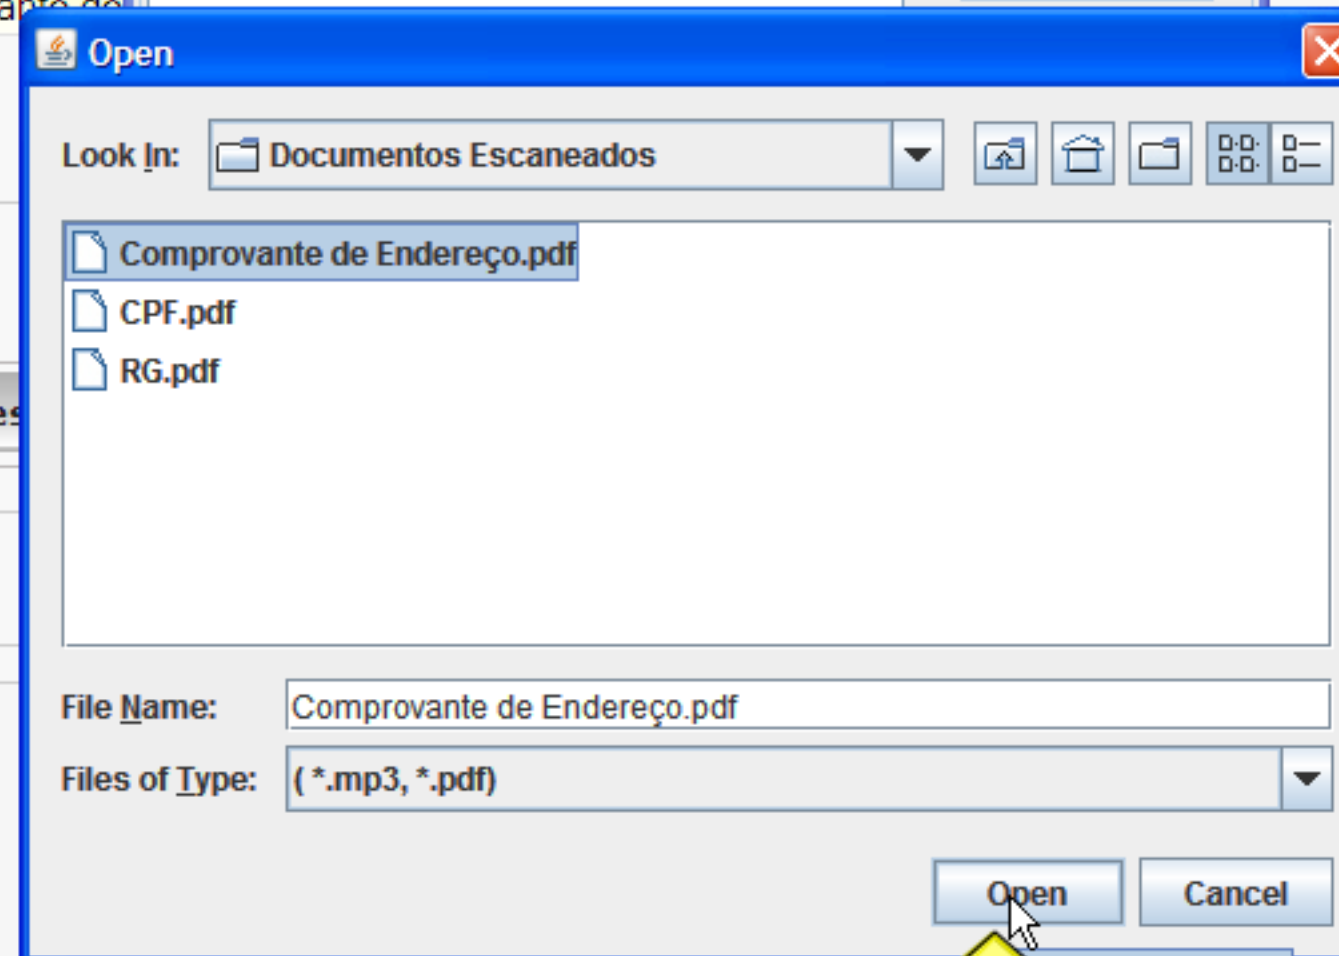 Open
Look In: Documentos Escaneados
Comprovante de Endereço.pdf
CPF.pdf
RG.pdf
File Name: Comprovante de Endereço.pdf
Files of Type: ( *.mp3, *.pdf)
Open Cancel